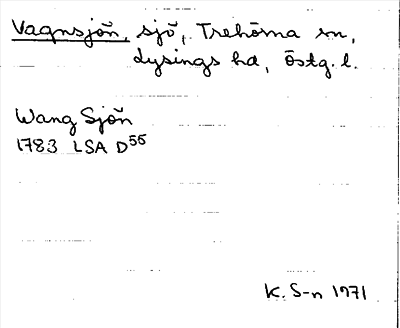 Vagnsjön, sjö, Trehörna sn,
Lysings hd, Östg. l.
Wang Sjön
1783 LSA D55
K. S-n 1971